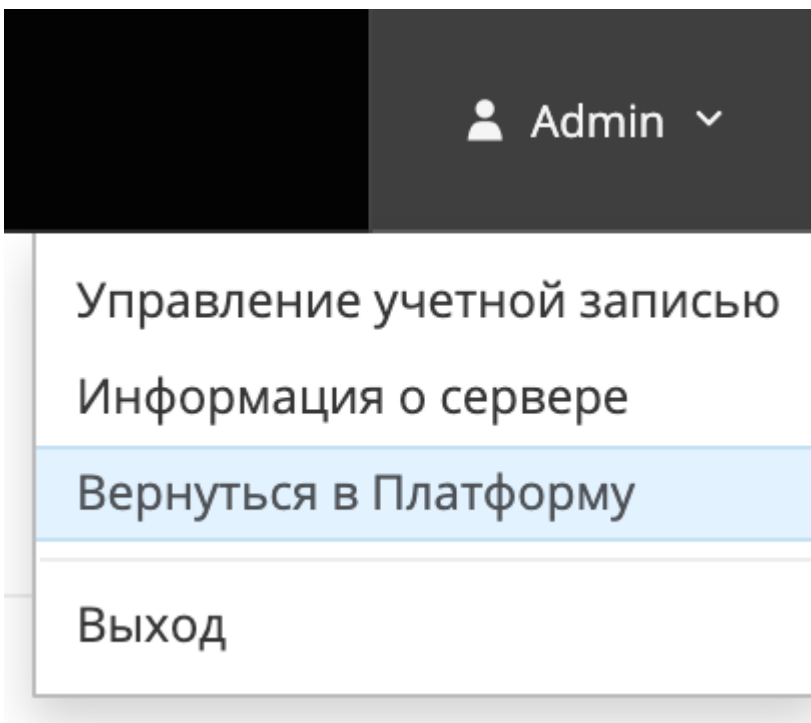 Admin
Управление учетной записью
Информация о сервере
Вернуться в Платформу
Выход